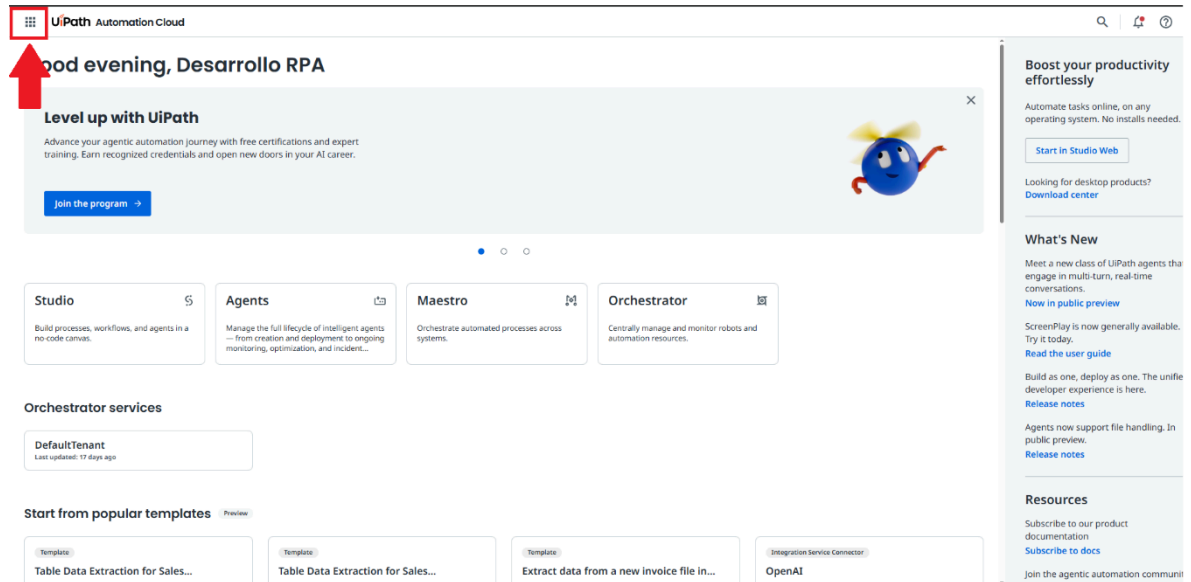 UiPath Automation Cloud
ood evening, Desarrollo RPA
Level up with UiPath
Advance your agentic automation journey with free certifications and expert
training. Earn recognized credentials and open new doors in your AI career.
Join the program →
Studio
Build processes, workflows, and agents in a
no-code canvas.
Agents
Manage the full lifecycle of intelligent agents
— from creation and deployment to ongoing
monitoring, optimization, and incident...
Maestro
Orchestrate automated processes across
systems.
Orchestrator
Centrally manage and monitor robots and
automation resources.
Orchestrator services
DefaultTenant
Last updated: 17 days ago
Start from popular templates Preview
Template
Table Data Extraction for Sales...
Template
Table Data Extraction for Sales...
Template
Extract data from a new invoice file in...
Integration Service Connector
OpenAI
Boost your productivity
effortlessly
Automate tasks online, on any
operating system. No installs needed.
Start in Studio Web
Looking for desktop products?
Download center
What's New
Meet a new class of UiPath agents tha
engage in multi-turn, real-time
conversations.
Now in public preview
ScreenPlay is now generally available.
Try it today.
Read the user guide
Build as one, deploy as one. The unifie
developer experience is here.
Release notes
Agents now support file handling. In
public preview.
Release notes
Resources
Subscribe to our product
documentation
Subscribe to docs
Join the agentic automation communit